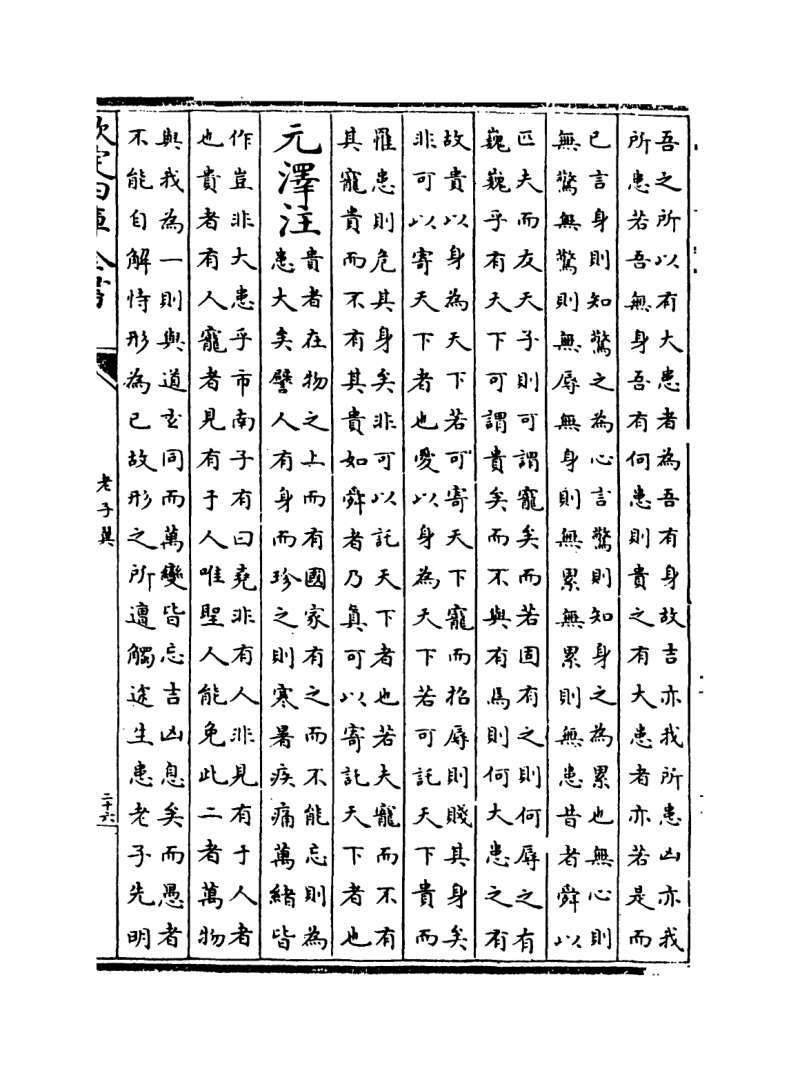 吾之所以有大患者為吾有身故吉亦我所患凶亦我
所患若吾無身吾有何患則貴之有大患者亦若是而
已言身則知驚之為心言驚則知身之為累也無心則
無驚無驚則無辱無身則無累無累則無患昔者舜以
匹夫而友天子則可謂寵矣而若固有之則何辱之有
巍巍乎有天下可謂貴矣而不與有焉則何大患之有
故貴以身為天下若可寄天下寵而招辱則賤其身矣
非可以寄天下者也愛以身為天下若可託天下貴而
罹患則危其身矣非可以託天下者也若夫寵而不有
其寵貴而不有其貴如舜者乃真可以寄託天下者也
元澤注
貴者在物之上而有國家有之而不能忘則為
患大矣譬人有身而珍之則寒暑疾痛萬緒皆
作豈非大患乎市南子有曰堯非有人非見有于人者
也貴者有人寵者見有于人唯聖人能免此二者萬物
與我為一則與道玄同而萬變皆忘吉凶息矣而愚者
不能自解恃形為已故形之所遭觸途生患老子先明
欽定四庫全書
老子翼
二十六